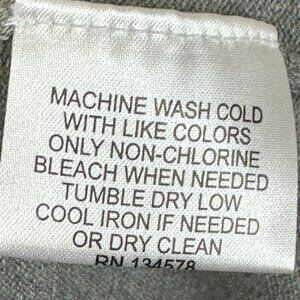 MACHINE WASH COLD
WITH LIKE COLORS
ONLY NON-CHLORINE
BLEACH WHEN NEEDED
TUMBLE DRY LOW
COOL IRON IF NEEDED
OR DRY CLEAN
RN 134578